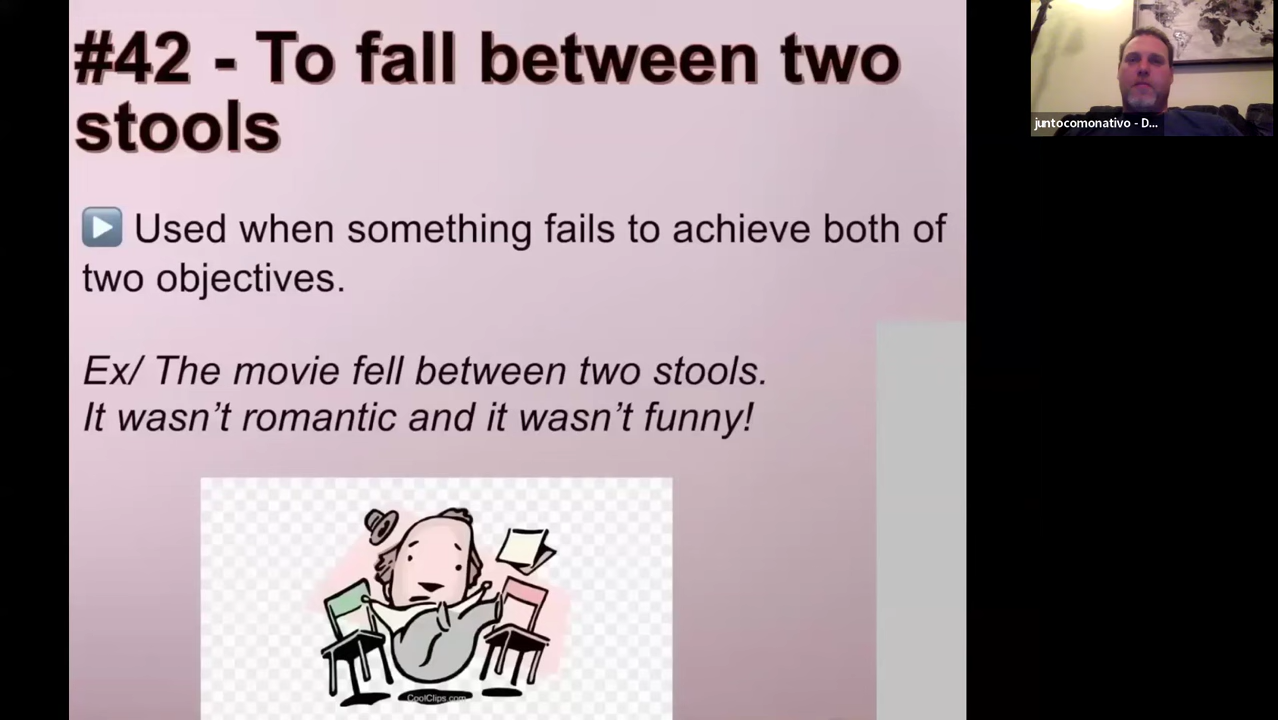 #42 - To fall between two
stools
Used when something fails to achieve both of
two objectives.
Ex/ The movie fell between two stools.
It wasn't romantic and it wasn't funny!
CoolClips.com
juntocomonativo - D...